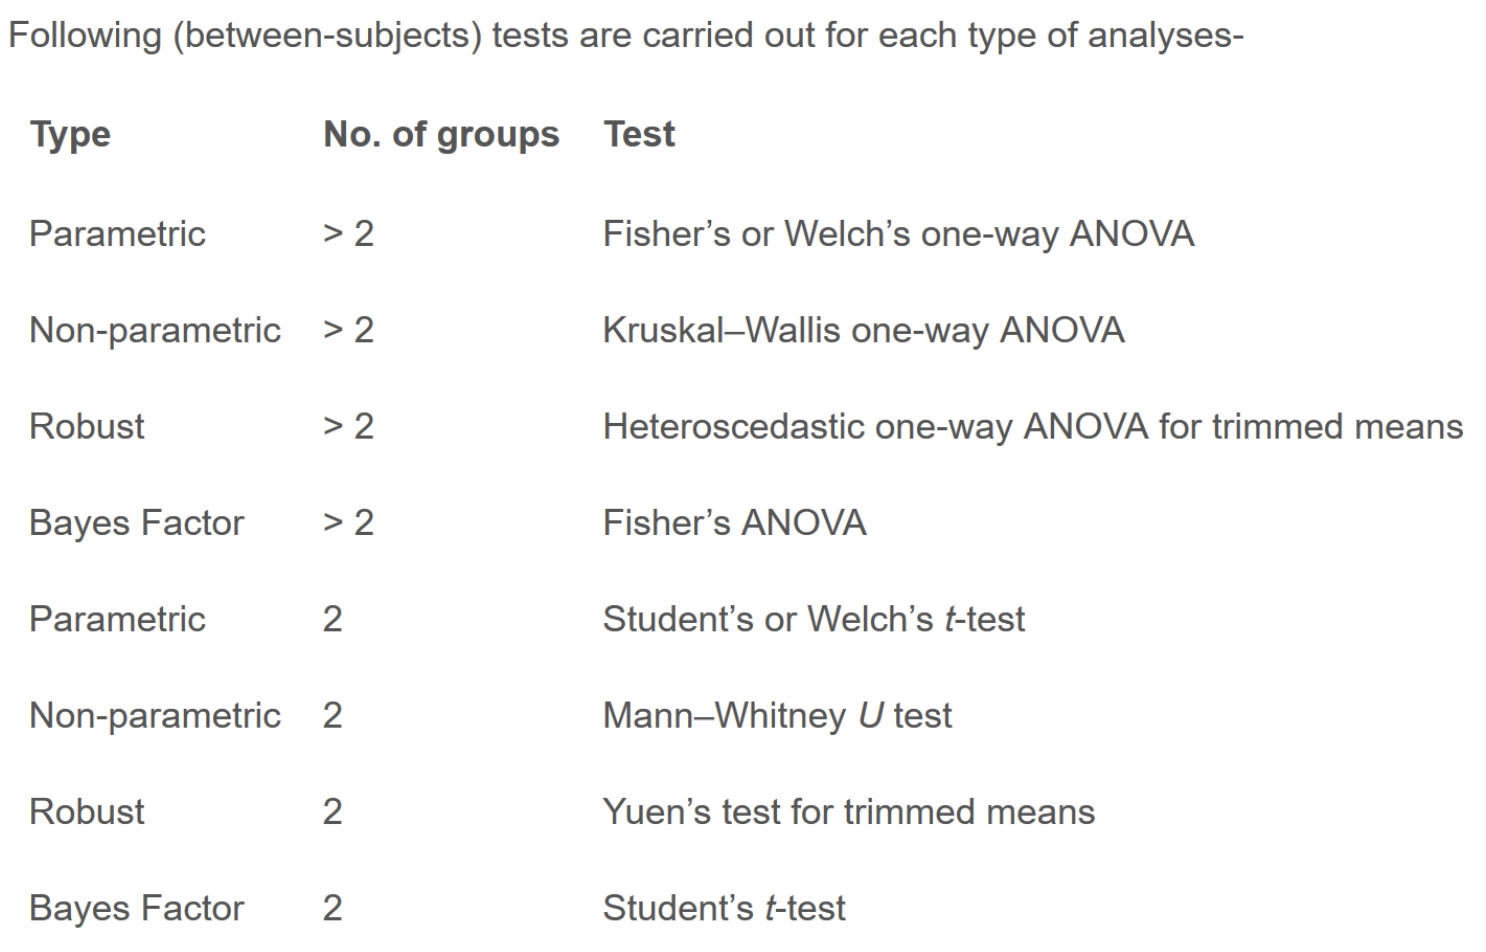 Following (between-subjects) tests are carried out for each type of analyses-
Type No. of groups Test
Parametric > 2 Fisher’s or Welch’s one-way ANOVA
Non-parametric > 2 Kruskal–Wallis one-way ANOVA
Robust > 2 Heteroscedastic one-way ANOVA for trimmed means
Bayes Factor > 2 Fisher’s ANOVA
Parametric 2 Student’s or Welch’s t-test
Non-parametric 2 Mann–Whitney U test
Robust 2 Yuen’s test for trimmed means
Bayes Factor 2 Student’s t-test